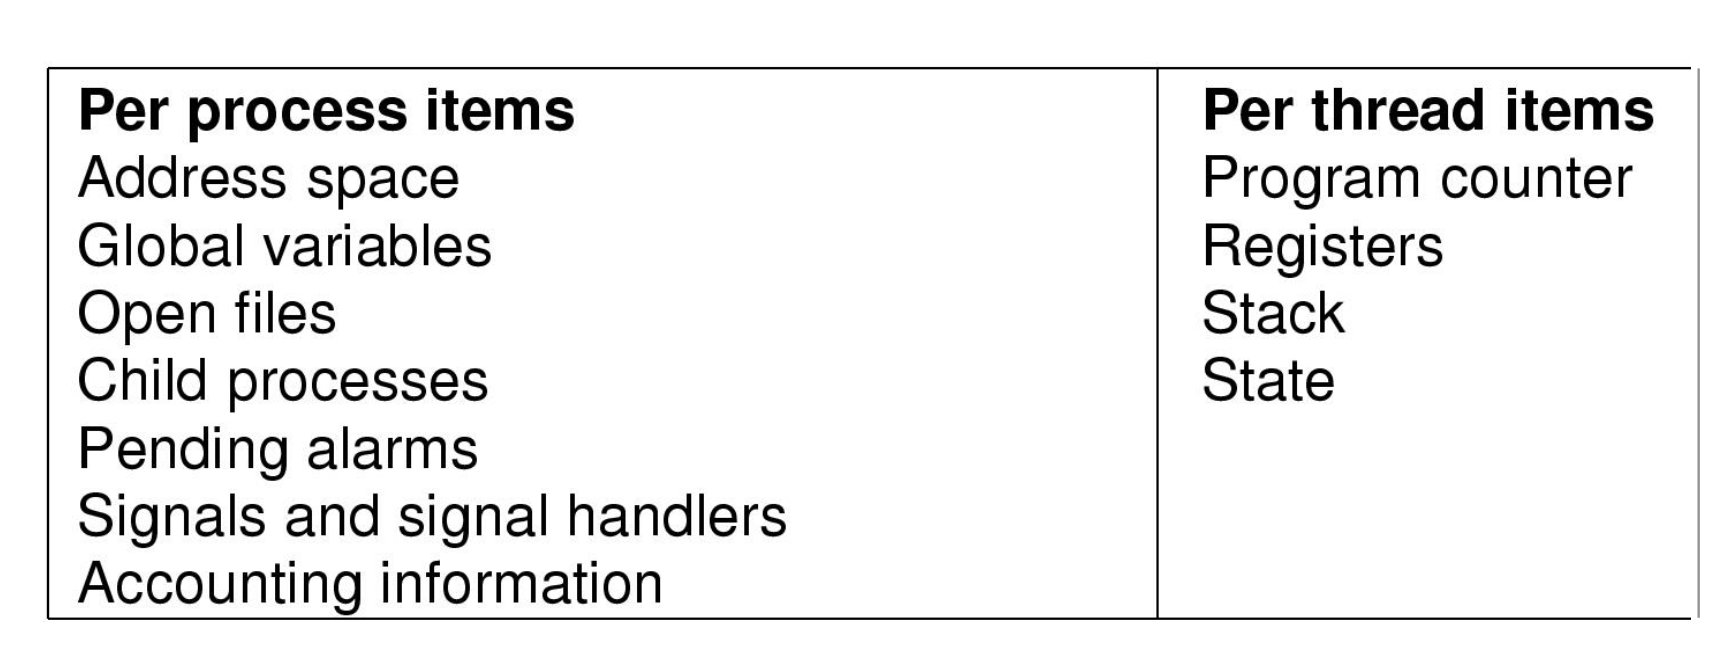 Per process items
Address space
Global variables
Open files
Child processes
Pending alarms
Signals and signal handlers
Accounting information
Per thread items
Program counter
Registers
Stack
State